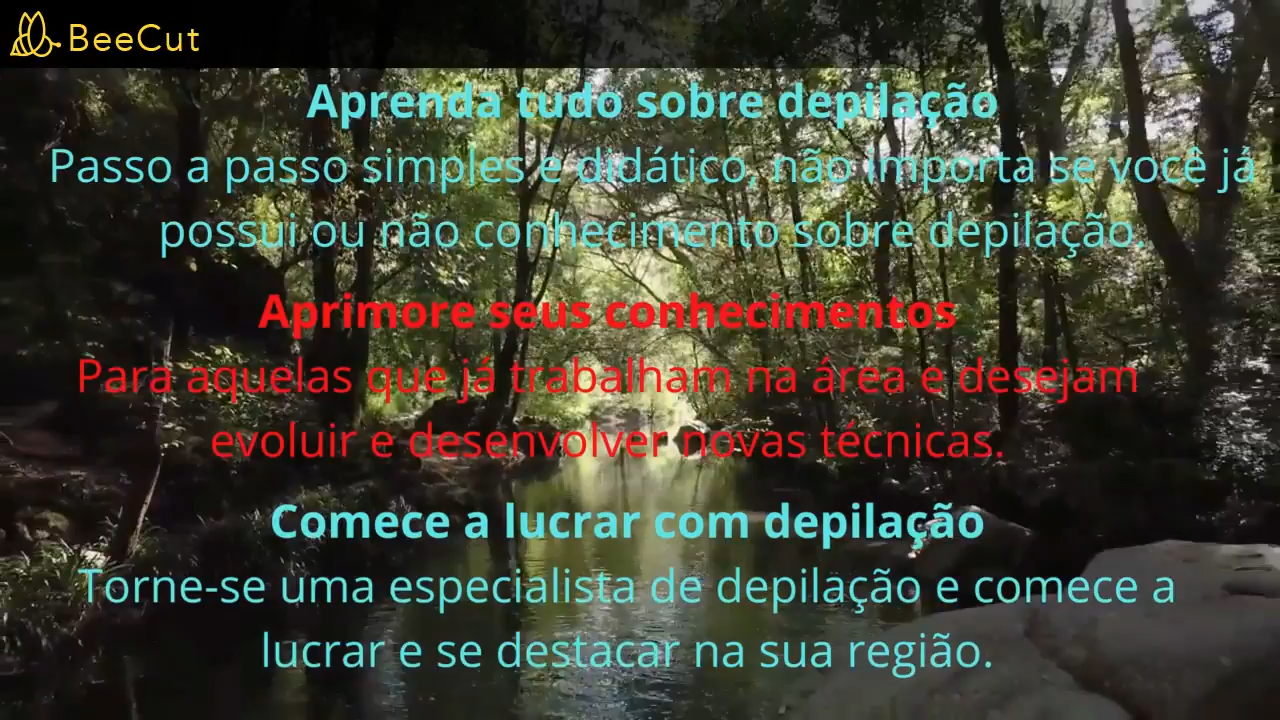 BeeCut
Aprenda tudo sobre depilação
Passo a passo simples e didático, não importa se você já
possui ou não conhecimento sobre depilação.
Aprimore seus conhecimentos
Para aquelas que já trabalham na área e desejam
evoluir e desenvolver novas técnicas.
Comece a lucrar com depilação
Torne-se uma especialista de depilação e comece a
lucrar e se destacar na sua região.